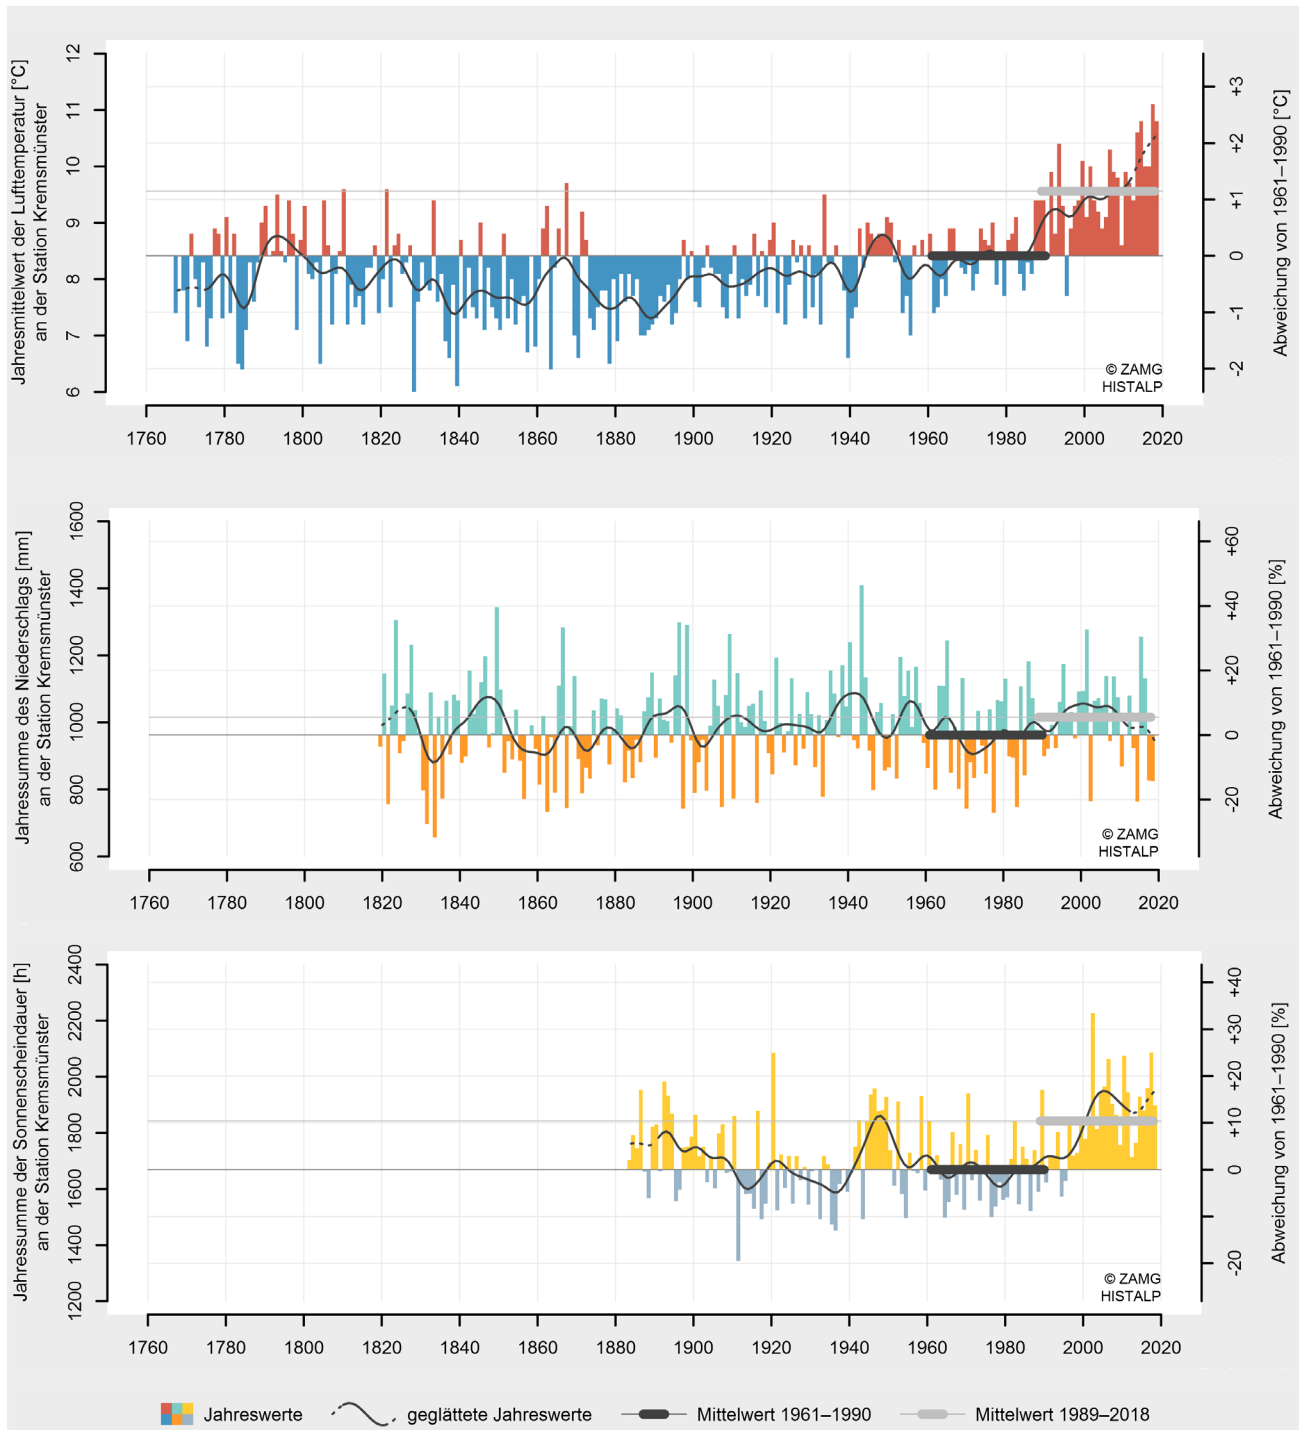 Jahresmittelwert der Lufttemperatur [°C]
an der Station Kremsmünster
12
11
10
9
8
7
6
+3
+2
+1
0
-1
-2
Abweichung von 1961–1990 [°C]
© ZAMG
HISTALP
1760 1780 1800 1820 1840 1860 1880 1900 1920 1940 1960 1980 2000 2020
Jahressumme des Niederschlags [mm]
an der Station Kremsmünster
1600
1400
1200
1000
800
600
+60
+40
+20
0
-20
Abweichung von 1961–1990 [%]
© ZAMG
HISTALP
1760 1780 1800 1820 1840 1860 1880 1900 1920 1940 1960 1980 2000 2020
Jahressumme der Sonnenscheindauer [h]
an der Station Kremsmünster
2400
2200
2000
1800
1600
1400
1200
+40
+30
+20
+10
0
-20
Abweichung von 1961–1990 [%]
© ZAMG
HISTALP
1760 1780 1800 1820 1840 1860 1880 1900 1920 1940 1960 1980 2000 2020
Jahreswerte geglättete Jahreswerte Mittelwert 1961–1990 Mittelwert 1989–2018